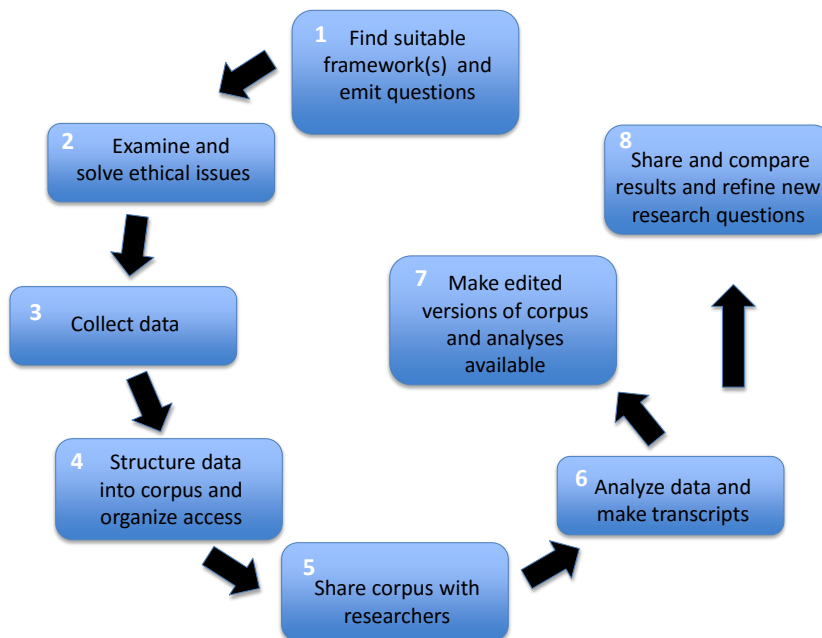 1 Find suitable
framework(s) and
emit questions
2 Examine and
solve ethical issues
3
Collect data
4 Structure data
into corpus and
organize access
5
Share corpus with
researchers
6 Analyze data and
make transcripts
7 Make edited
versions of corpus
and analyses
available
8
Share and compare
results and refine new
research questions